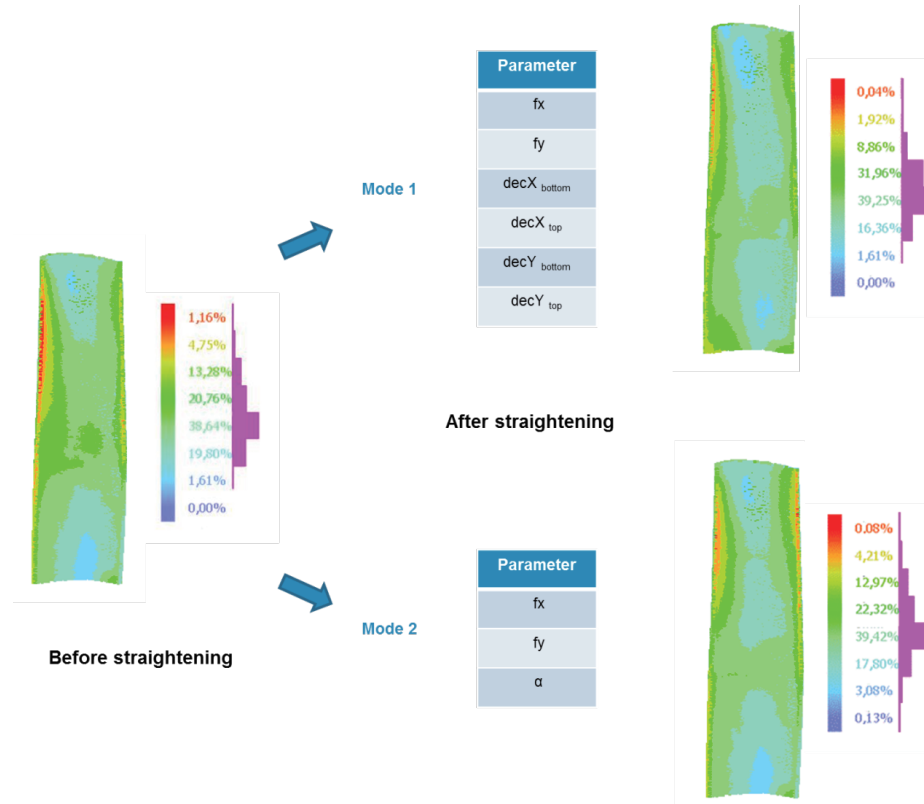 Parameter
fx
fy
decX bottom
decX top
decY bottom
decY top
Mode 1
0,04%
1,92%
8,86%
31,96%
39,25%
16,36%
1,61%
0,00%
1,16%
4,75%
13,28%
20,76%
38,64%
19,80%
1,61%
0,00%
After straightening
Before straightening
Mode 2
Parameter
fx
fy
α
0,08%
4,21%
12,97%
22,32%
39,42%
17,80%
3,08%
0,13%